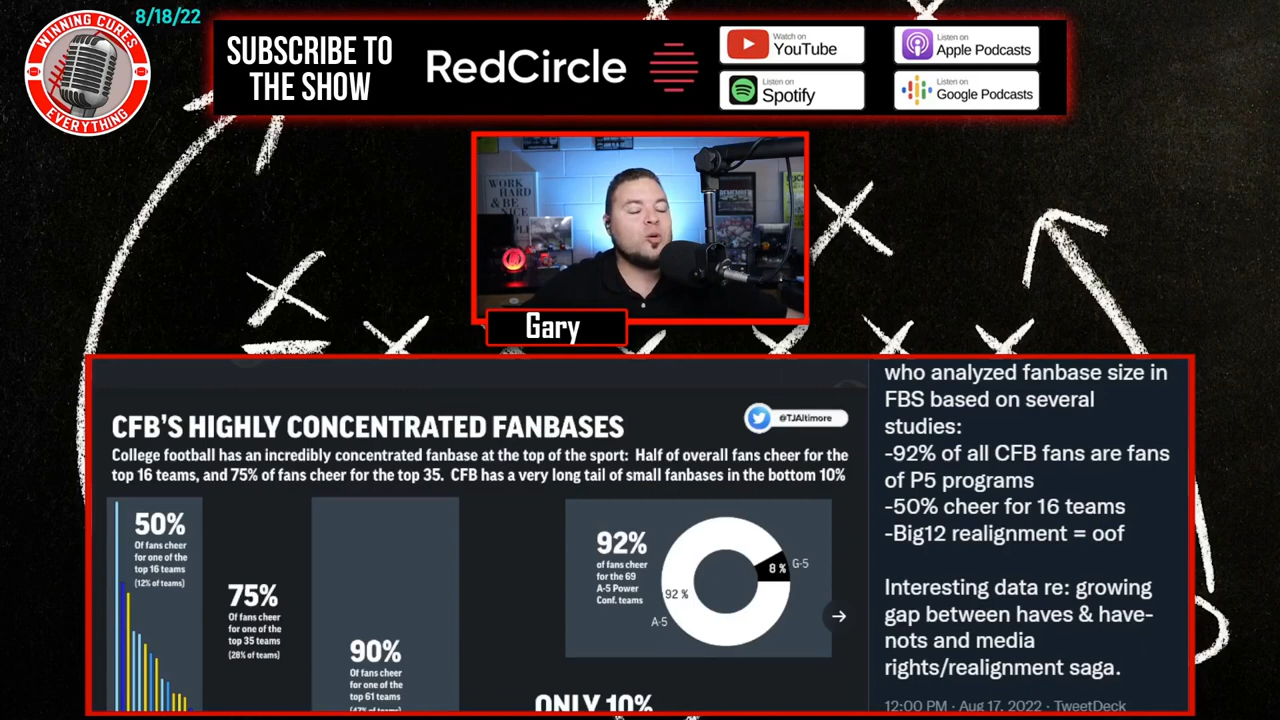 8/18/22
WINNING CURES
EVERYTHING
SUBSCRIBE TO
THE SHOW
RedCircle
Watch on
YouTube
Listen on
Apple Podcasts
Listen on
Spotify
Listen on
Google Podcasts
WORK
HARD
& BE
NICE
Gary
CFB'S HIGHLY CONCENTRATED FANBASES
@TJAltimore
College football has an incredibly concentrated fanbase at the top of the sport: Half of overall fans cheer for the
top 16 teams, and 75% of fans cheer for the top 35. CFB has a very long tail of small fanbases in the bottom 10%
50%
Of fans cheer
for one of the
top 16 teams
(12% of teams)
75%
Of fans cheer
for one of the
top 35 teams
(28% of teams)
90%
Of fans cheer
for one of the
top 61 teams
(47% of teams)
92%
of fans cheer
for the 69
A-5 Power
Conf. teams
8 %
G-5
92 %
A-5
ONLY 10%
who analyzed fanbase size in
FBS based on several
studies:
-92% of all CFB fans are fans
of P5 programs
-50% cheer for 16 teams
-Big12 realignment = oof
Interesting data re: growing
gap between haves & have-
nots and media
rights/realignment saga.
12:00 PM · Aug 17, 2022 · TweetDeck